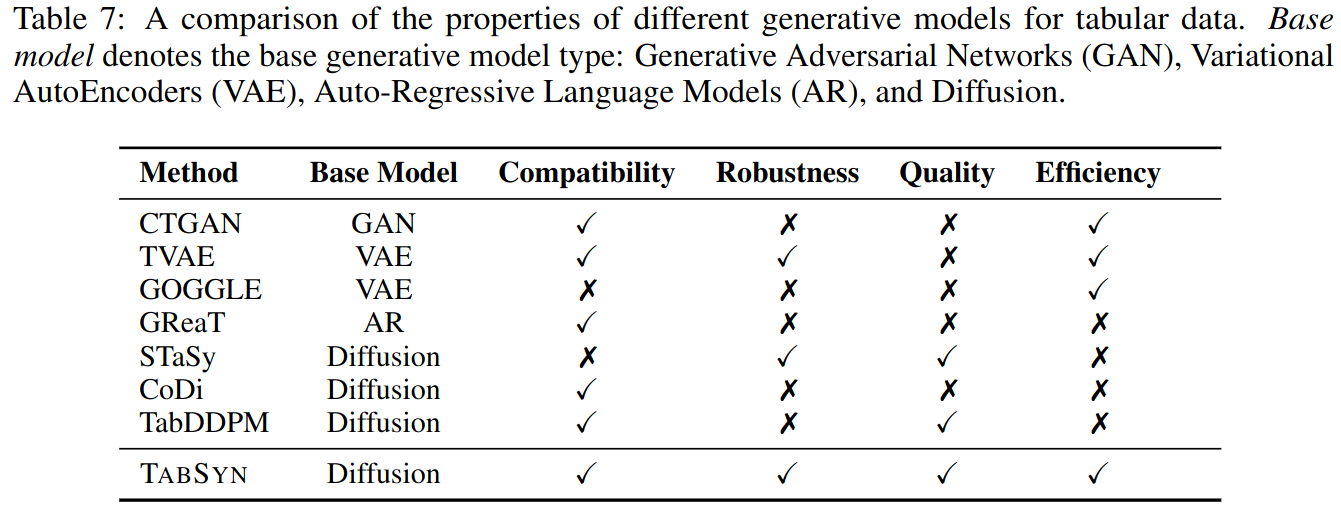 Table 7: A comparison of the properties of different generative models for tabular data. Base
model denotes the base generative model type: Generative Adversarial Networks (GAN), Variational
AutoEncoders (VAE), Auto-Regressive Language Models (AR), and Diffusion.
Method Base Model Compatibility Robustness Quality Efficiency
CTGAN GAN ✓ ✗ ✗ ✓
TVAE VAE ✓ ✓ ✗ ✓
GOGGLE VAE ✗ ✗ ✗ ✓
GReaT AR ✓ ✗ ✗ ✗
STaSy Diffusion ✗ ✓ ✓ ✗
CoDi Diffusion ✓ ✗ ✗ ✗
TabDDPM Diffusion ✓ ✗ ✓ ✗
TABSYN Diffusion ✓ ✓ ✓ ✓